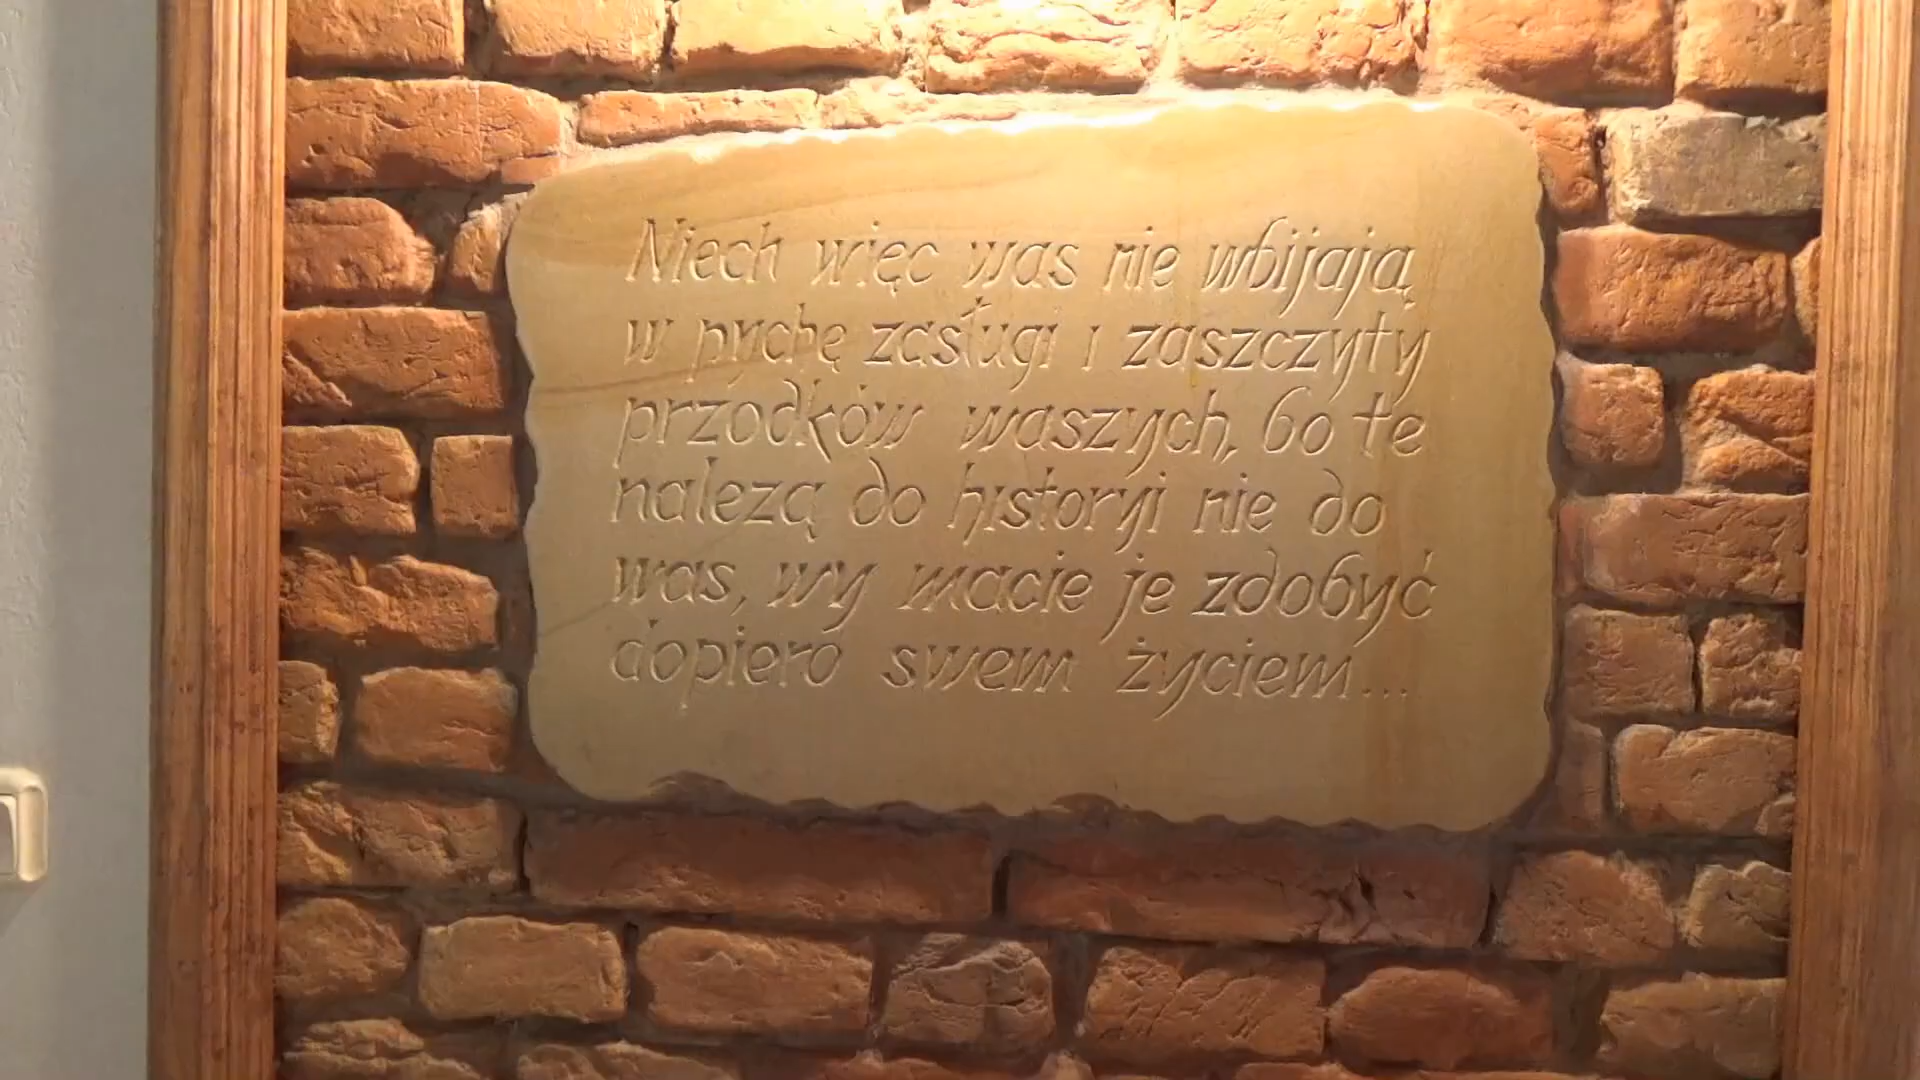 Niech więc was nie wbijają
w pychę zasługi i zaszczyty
przodków waszych, bo te
nalezą do historyi nie do
was, wy macie je zdobyć
dopiero swem życiem...